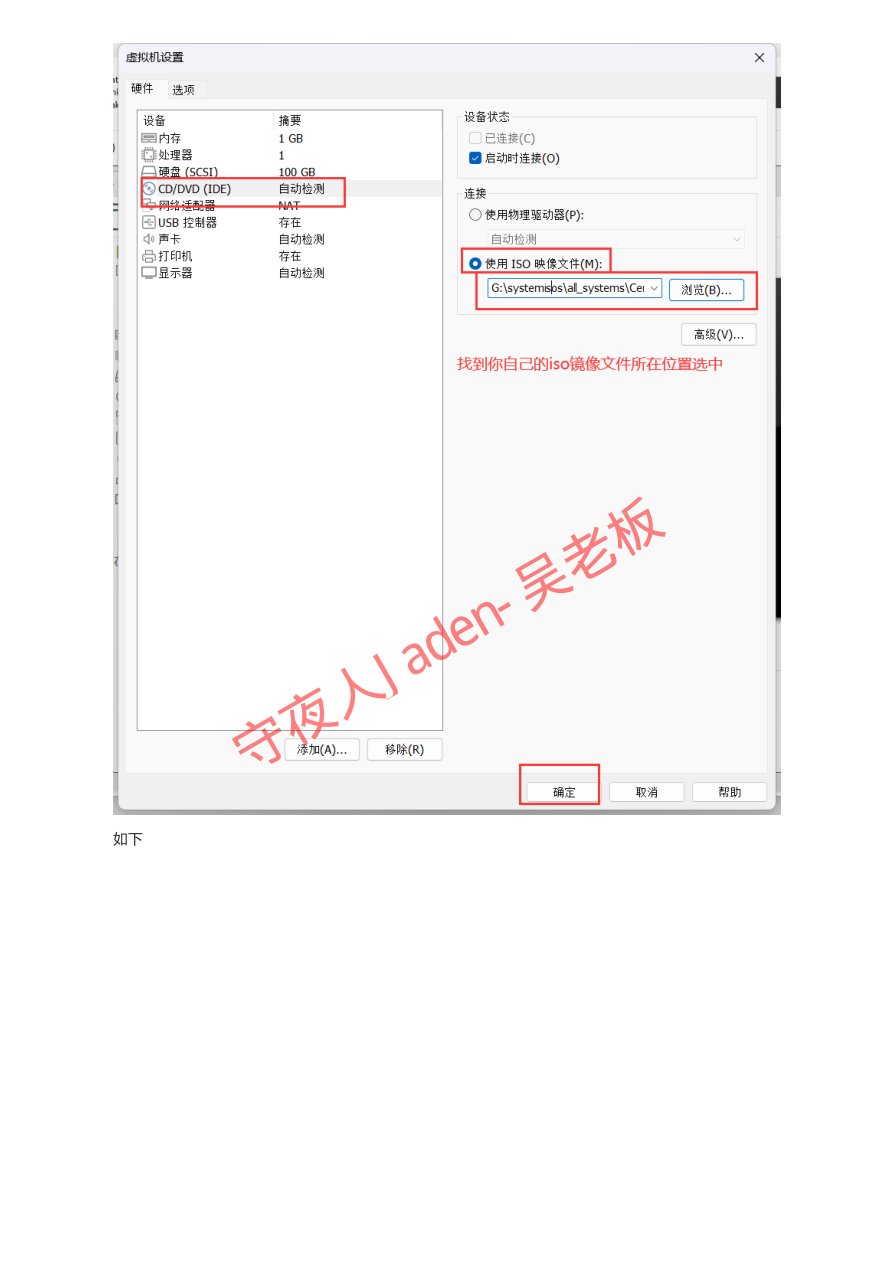 虚拟机设置
硬件 选项
设备 摘要
内存 1 GB
处理器 1
硬盘 (SCSI) 100 GB
CD/DVD (IDE) 自动检测
网络适配器 NAT
USB 控制器 存在
声卡 自动检测
打印机 存在
显示器 自动检测
添加(A)... 移除(R)
设备状态
已连接(C)
启动时连接(O)
连接
使用物理驱动器(P):
自动检测
使用 ISO 映像文件(M):
G:\systemisos\all_systems\Cer 浏览(B)...
高级(V)...
找到你自己的iso镜像文件所在位置选中
守夜人J aden- 吴老板
确定 取消 帮助
如下